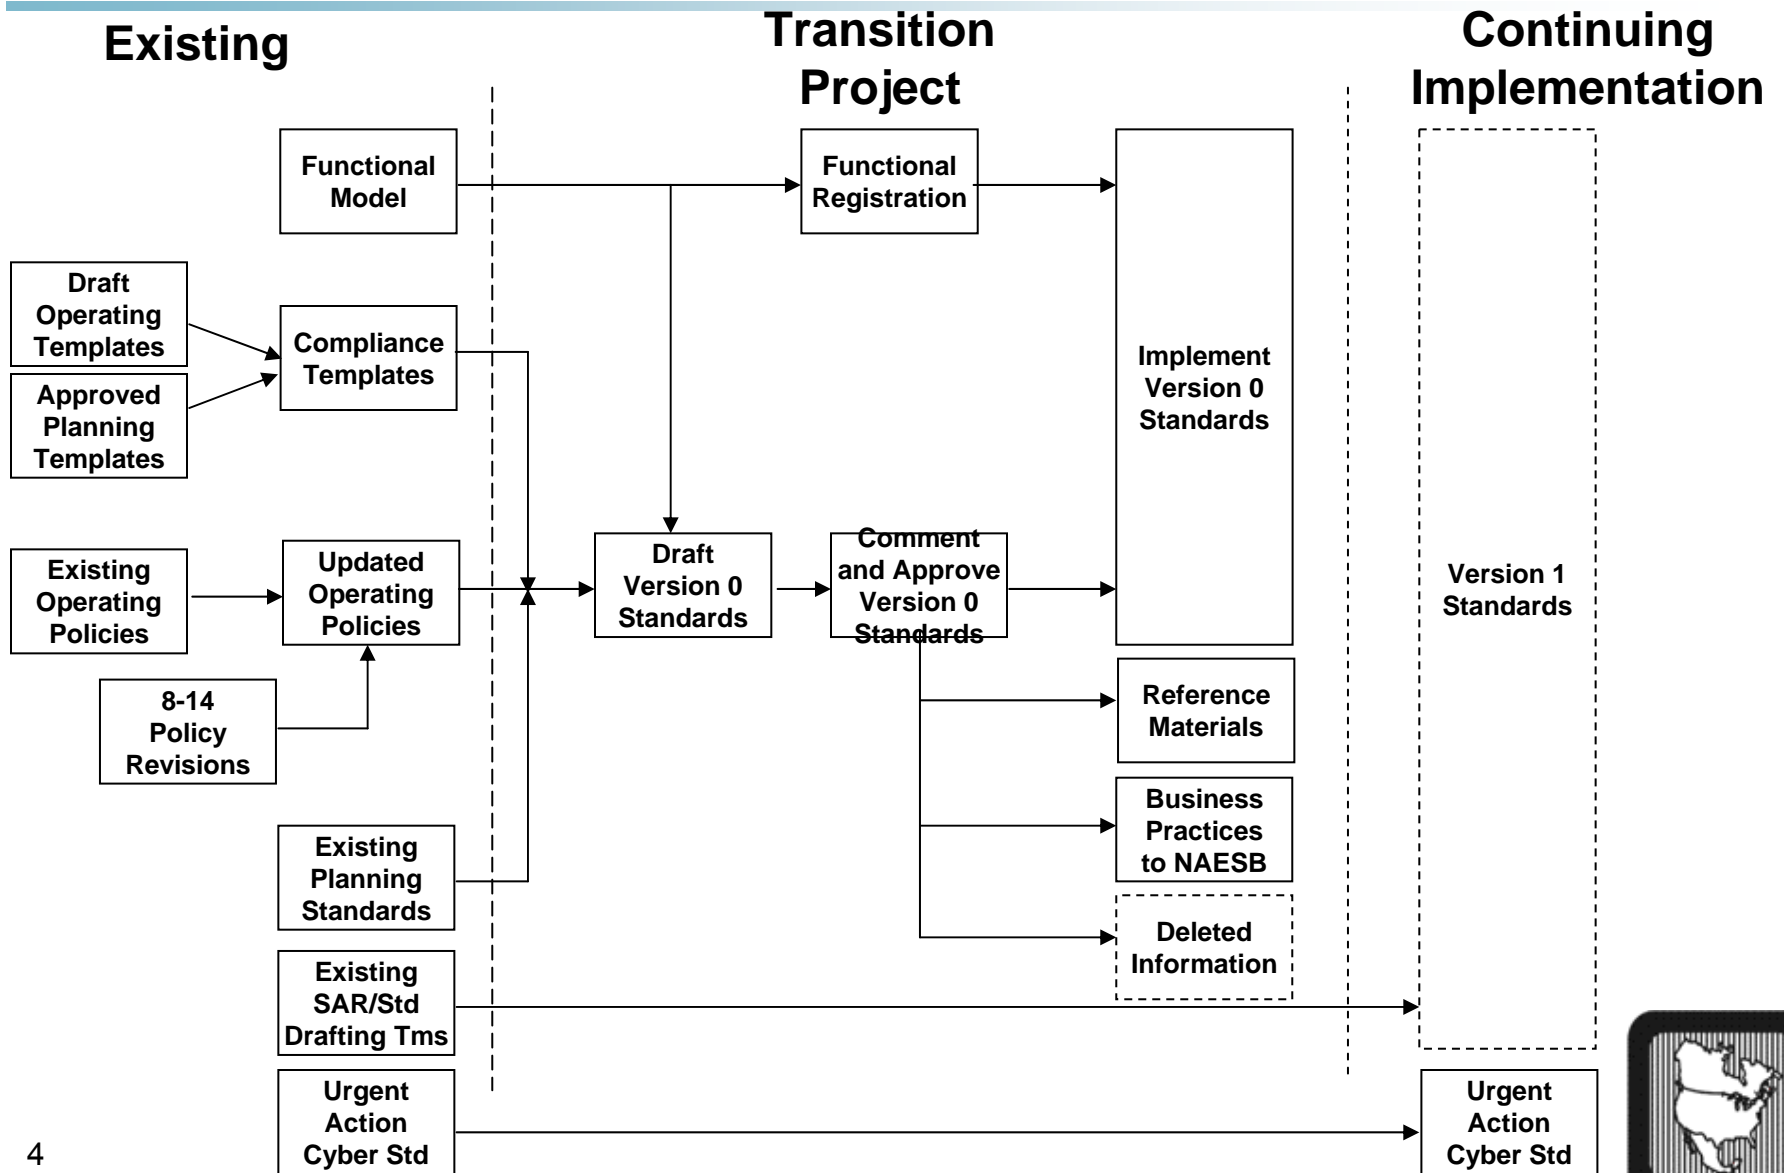 Existing
Transition
Project
Continuing
Implementation
Functional
Model
Functional
Registration
Draft
Operating
Templates
Compliance
Templates
Approved
Planning
Templates
Implement
Version 0
Standards
Existing
Operating
Policies
Updated
Operating
Policies
Draft
Version 0
Standards
Comment
and Approve
Version 0
Standards
Version 1
Standards
8-14
Policy
Revisions
Reference
Materials
Business
Practices
to NAESB
Existing
Planning
Standards
Deleted
Information
Existing
SAR/Std
Drafting Tms
Urgent
Action
Cyber Std
Urgent
Action
Cyber Std
4